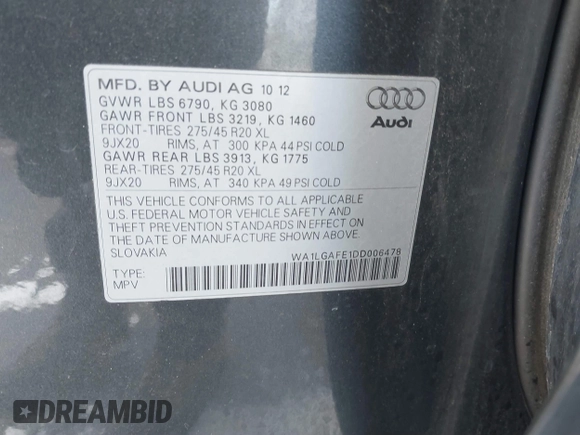 MFD. BY AUDI AG 10 12
GVWR LBS 6790, KG 3080
GAWR FRONT LBS 3219, KG 1460
FRONT-TIRES 275/45 R20 XL
9JX20 RIMS, AT 300 KPA 44 PSI COLD
GAWR REAR LBS 3913, KG 1775
REAR-TIRES 275/45 R20 XL
9JX20 RIMS, AT 340 KPA 49 PSI COLD
Audi
THIS VEHICLE CONFORMS TO ALL APPLICABLE
U.S. FEDERAL MOTOR VEHICLE SAFETY AND
THEFT PREVENTION STANDARDS IN EFFECT ON
THE DATE OF MANUFACTURE SHOWN ABOVE.
SLOVAKIA
WA1LGAFE1DD006478
TYPE:
MPV
DREAMBID